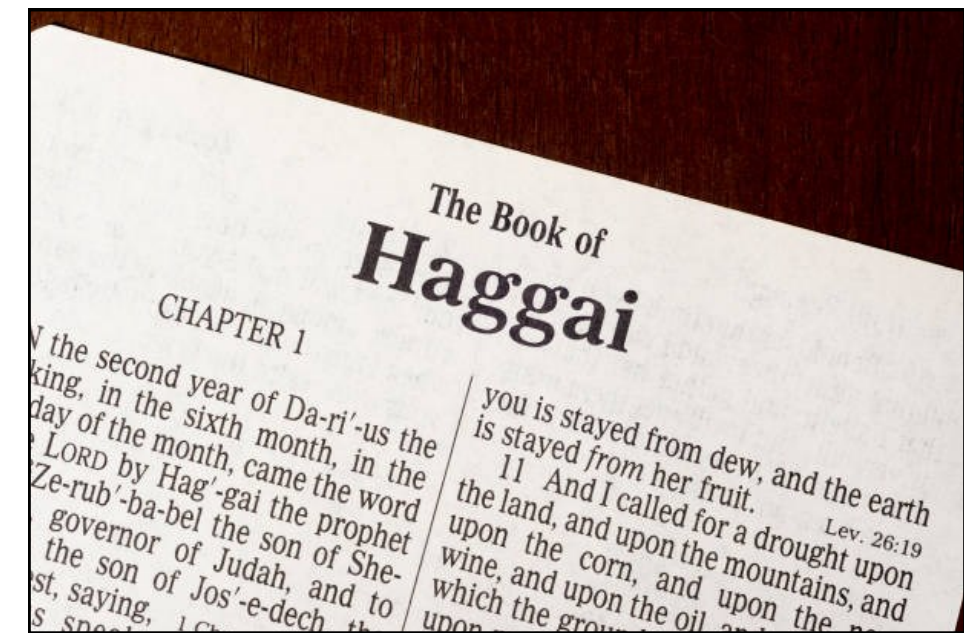 The Book of
Haggai
CHAPTER 1
the second year of Da-ri′-us the
king, in the sixth month, in the
day of the month, came the word
LORD by Hag′-gai the prophet
Ze-rub′-ba-bel the son of She-
governor of Judah, and to
the son of Jos′-e-dech
saying,
you is stayed from dew, and the earth
is stayed from her fruit.
Lev. 26:19
11 And I called for a drought upon
the land, and upon the mountains, and
upon the corn, and upon the
wine, and upon the oil, and
which the
upon